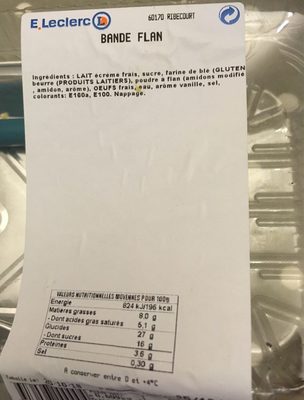 E.Leclerc L
60170 RIBECOURT
BANDE FLAN
Ingrédients : LAIT écrémé frais, sucre, farine de blé (GLUTEN
beurre (PRODUITS LAITIERS), poudre a flan (amidons modifié
, amidon, arôme), OEUFS frais, eau, arôme vanille, sel,
colorants: E160a, E100. Nappage.
VALEURS NUTRITIONNELLES MOYENNES POUR 100g
Energie 824 kJ/196 kcal
Matières grasses 8,0 g
- Dont acides gras saturés 5,1 g
Glucides 27 g
- Dont sucres 16 g
Protéines 3,6 g
Sel 0,30 g
A conserver entre 0 et +4°C